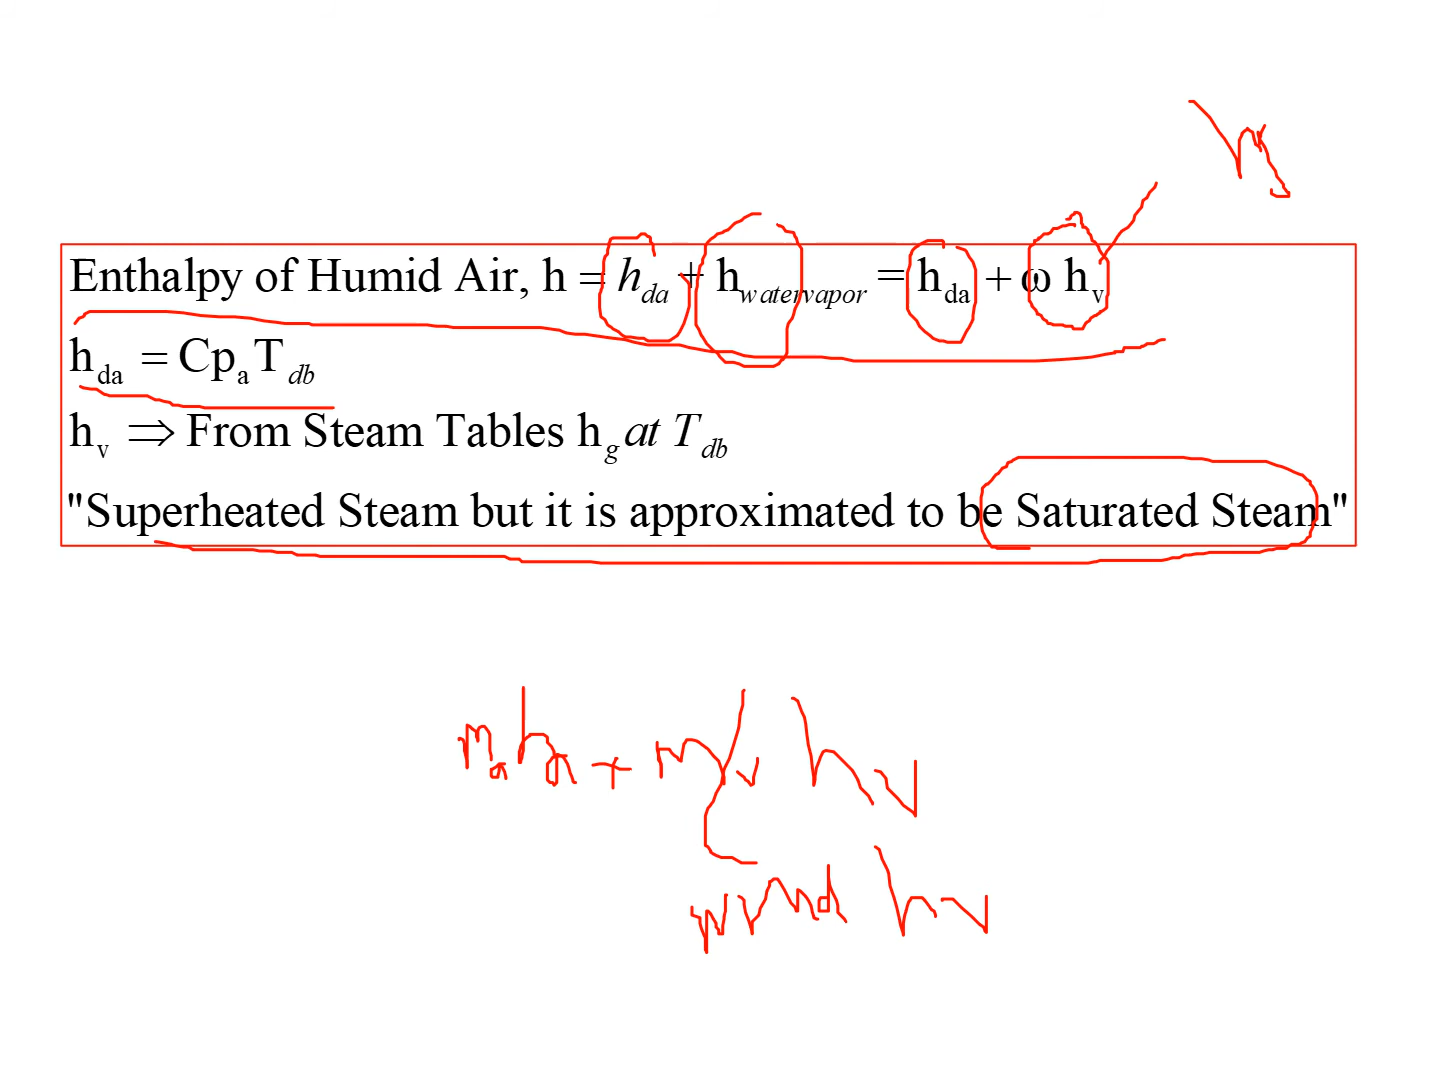 hg
Enthalpy of Humid Air, h = h_da + h_watervapor = h_da + ω h_v
h_da = Cp_a T_db
h_v ⇒ From Steam Tables h_g at T_db
"Superheated Steam but it is approximated to be Saturated Steam"
m_a h_a + m_v h_v
h_v